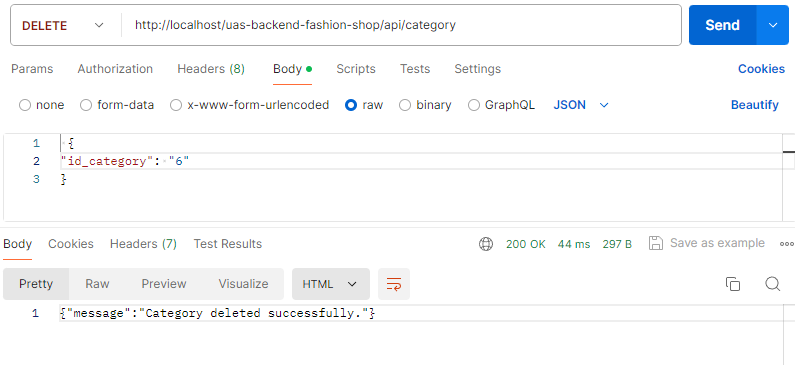 DELETE http://localhost/uas-backend-fashion-shop/api/category Send
Params Authorization Headers (8) Body Scripts Tests Settings Cookies
none form-data x-www-form-urlencoded raw binary GraphQL JSON Beautify
1 {
2 "id_category": "6"
3 }
Body Cookies Headers (7) Test Results 200 OK 44 ms 297 B Save as example
Pretty Raw Preview Visualize HTML
1 {"message":"Category deleted successfully."}